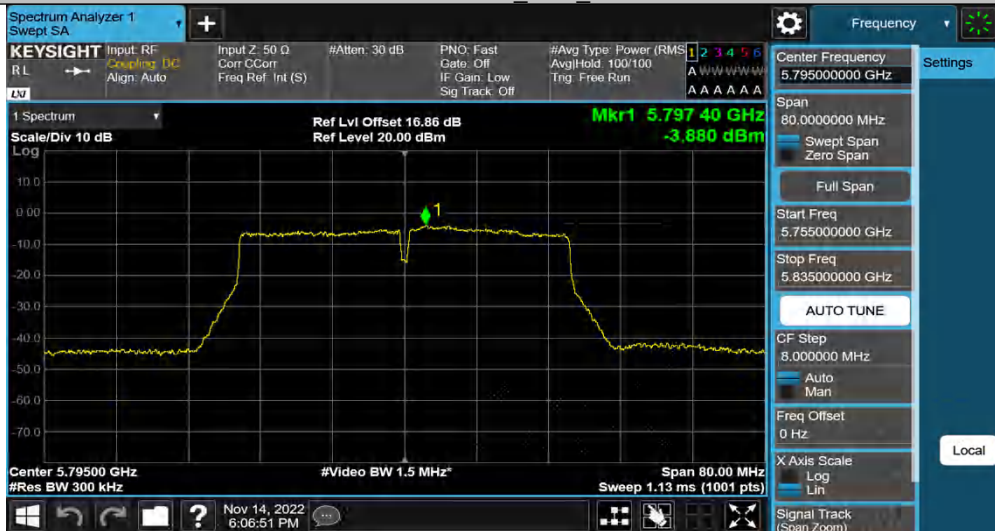 Spectrum Analyzer 1
Swept SA
Frequency
KEYSIGHT
RL
LXI
Input: RF
Coupling: DC
Align: Auto
Input Z: 50 Ω
Corr CCorr
Freq Ref: Int (S)
#Atten: 30 dB
PNO: Fast
Gate: Off
IF Gain: Low
Sig Track: Off
#Avg Type: Power (RMS
Avg|Hold: 100/100
Trig: Free Run
1 2 3 4 5 6
A W W W W W
A A A A A A
1 Spectrum
Scale/Div 10 dB
Log
Ref Lvl Offset 16.86 dB
Ref Level 20.00 dBm
Mkr1 5.797 40 GHz
-3.880 dBm
10.0
0.00
-10.0
-20.0
-30.0
-40.0
-50.0
-60.0
-70.0
1
Center 5.79500 GHz
#Res BW 300 kHz
#Video BW 1.5 MHz*
Span 80.00 MHz
Sweep 1.13 ms (1001 pts)
Nov 14, 2022
6:06:51 PM
Center Frequency
5.795000000 GHz
Span
80.0000000 MHz
Swept Span
Zero Span
Full Span
Start Freq
5.755000000 GHz
Stop Freq
5.835000000 GHz
AUTO TUNE
CF Step
8.000000 MHz
Auto
Man
Freq Offset
0 Hz
X Axis Scale
Log
Lin
Signal Track
(Span Zoom)
Settings
Local